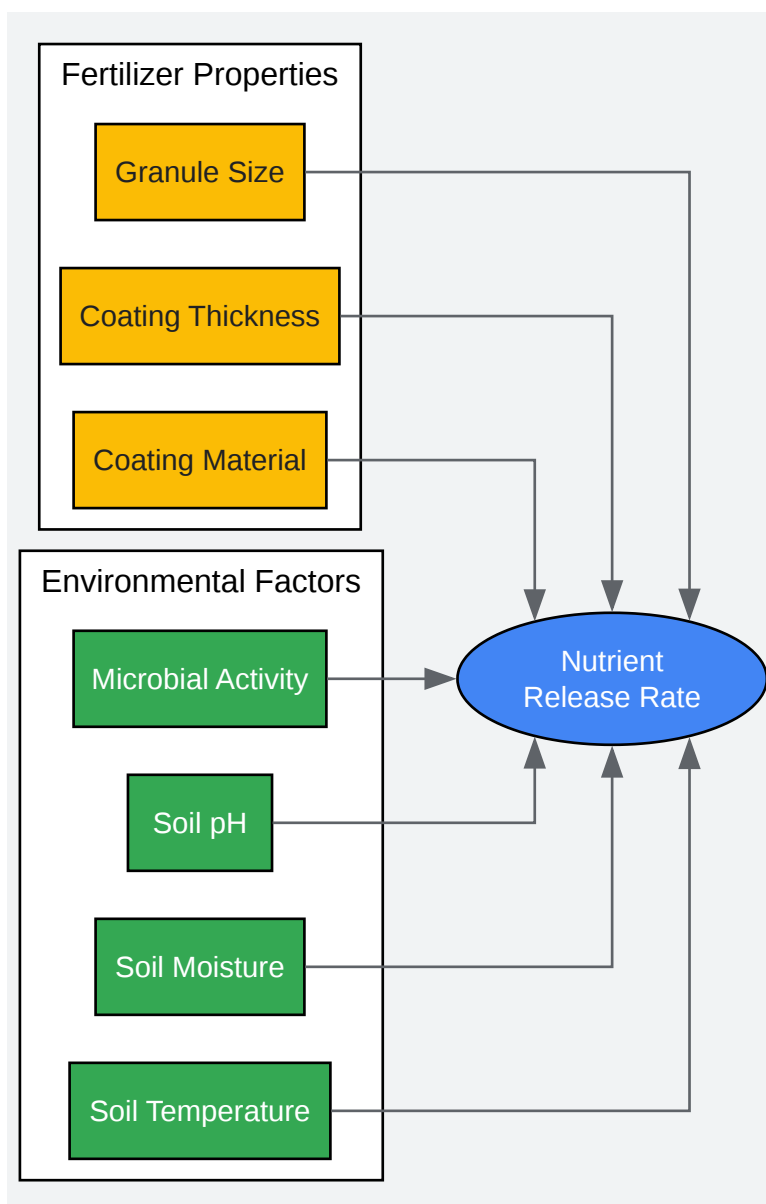 Fertilizer Properties
Granule Size
Coating Thickness
Coating Material
Environmental Factors
Microbial Activity
Nutrient
Release Rate
Soil pH
Soil Moisture
Soil Temperature